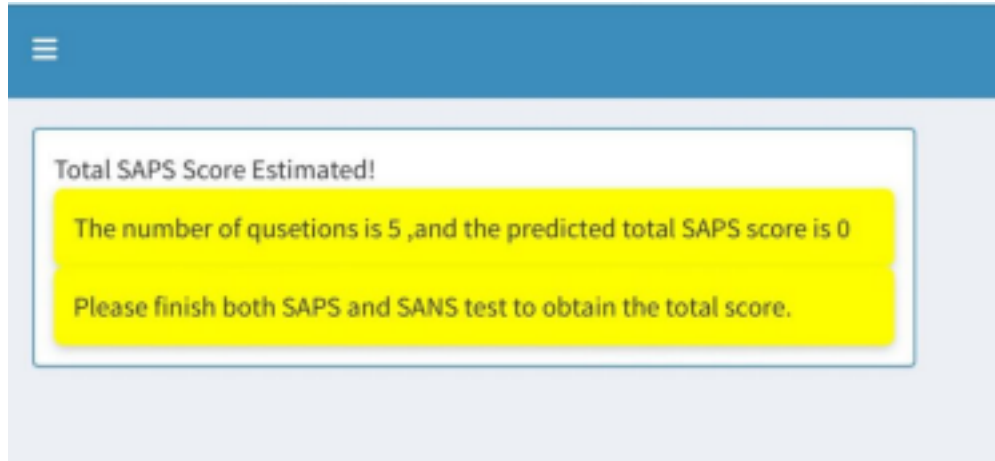 Total SAPS Score Estimated!
The number of qusetions is 5 ,and the predicted total SAPS score is 0
Please finish both SAPS and SANS test to obtain the total score.